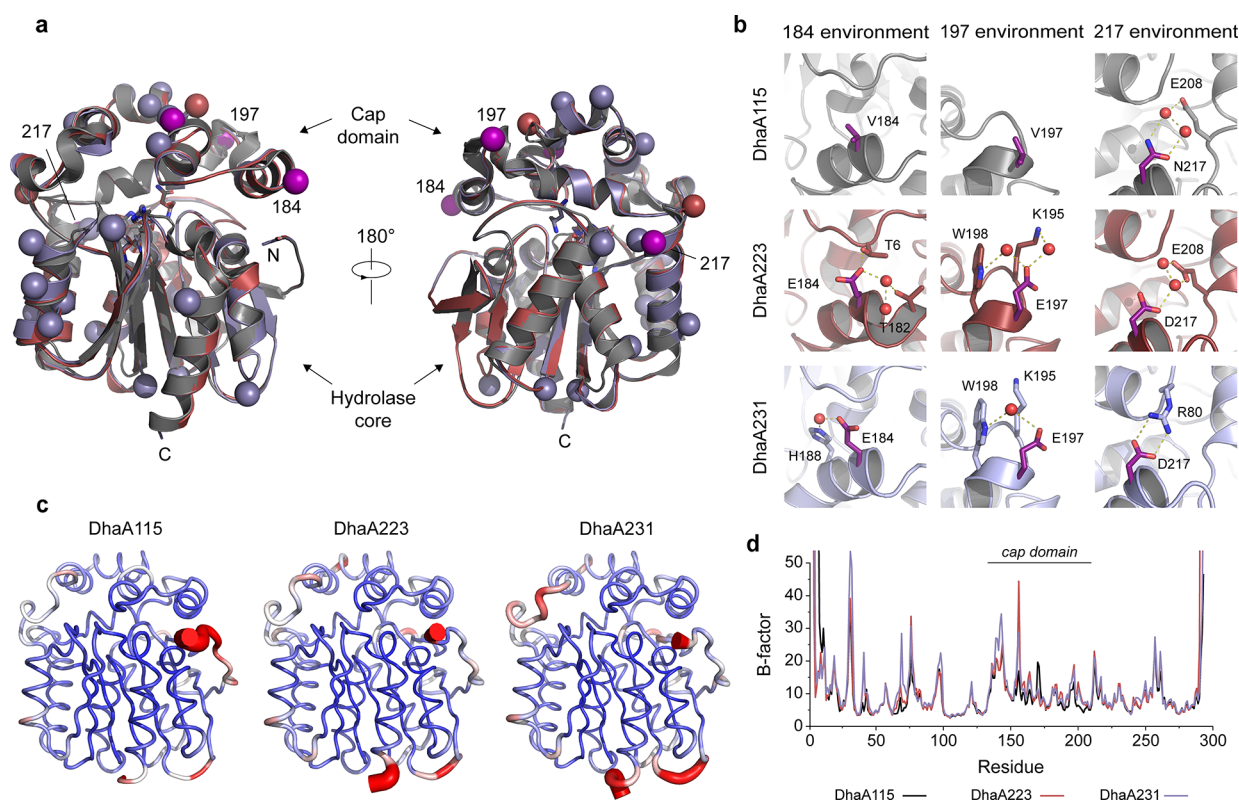 a
197
Cap
domain
197
217
184
184
N
180°
217
Hydrolase
core
C
C
b
184 environment 197 environment 217 environment
DhaA115
V184
V197
E208
N217
DhaA223
T6
E184
T182
W198
K195
E197
E208
D217
DhaA231
H188
E184
W198
K195
E197
R80
D217
c
DhaA115 DhaA223 DhaA231
d
cap domain
B-factor
50
40
30
20
10
0
0 50 100 150 200 250 300
Residue
DhaA115 DhaA223 DhaA231